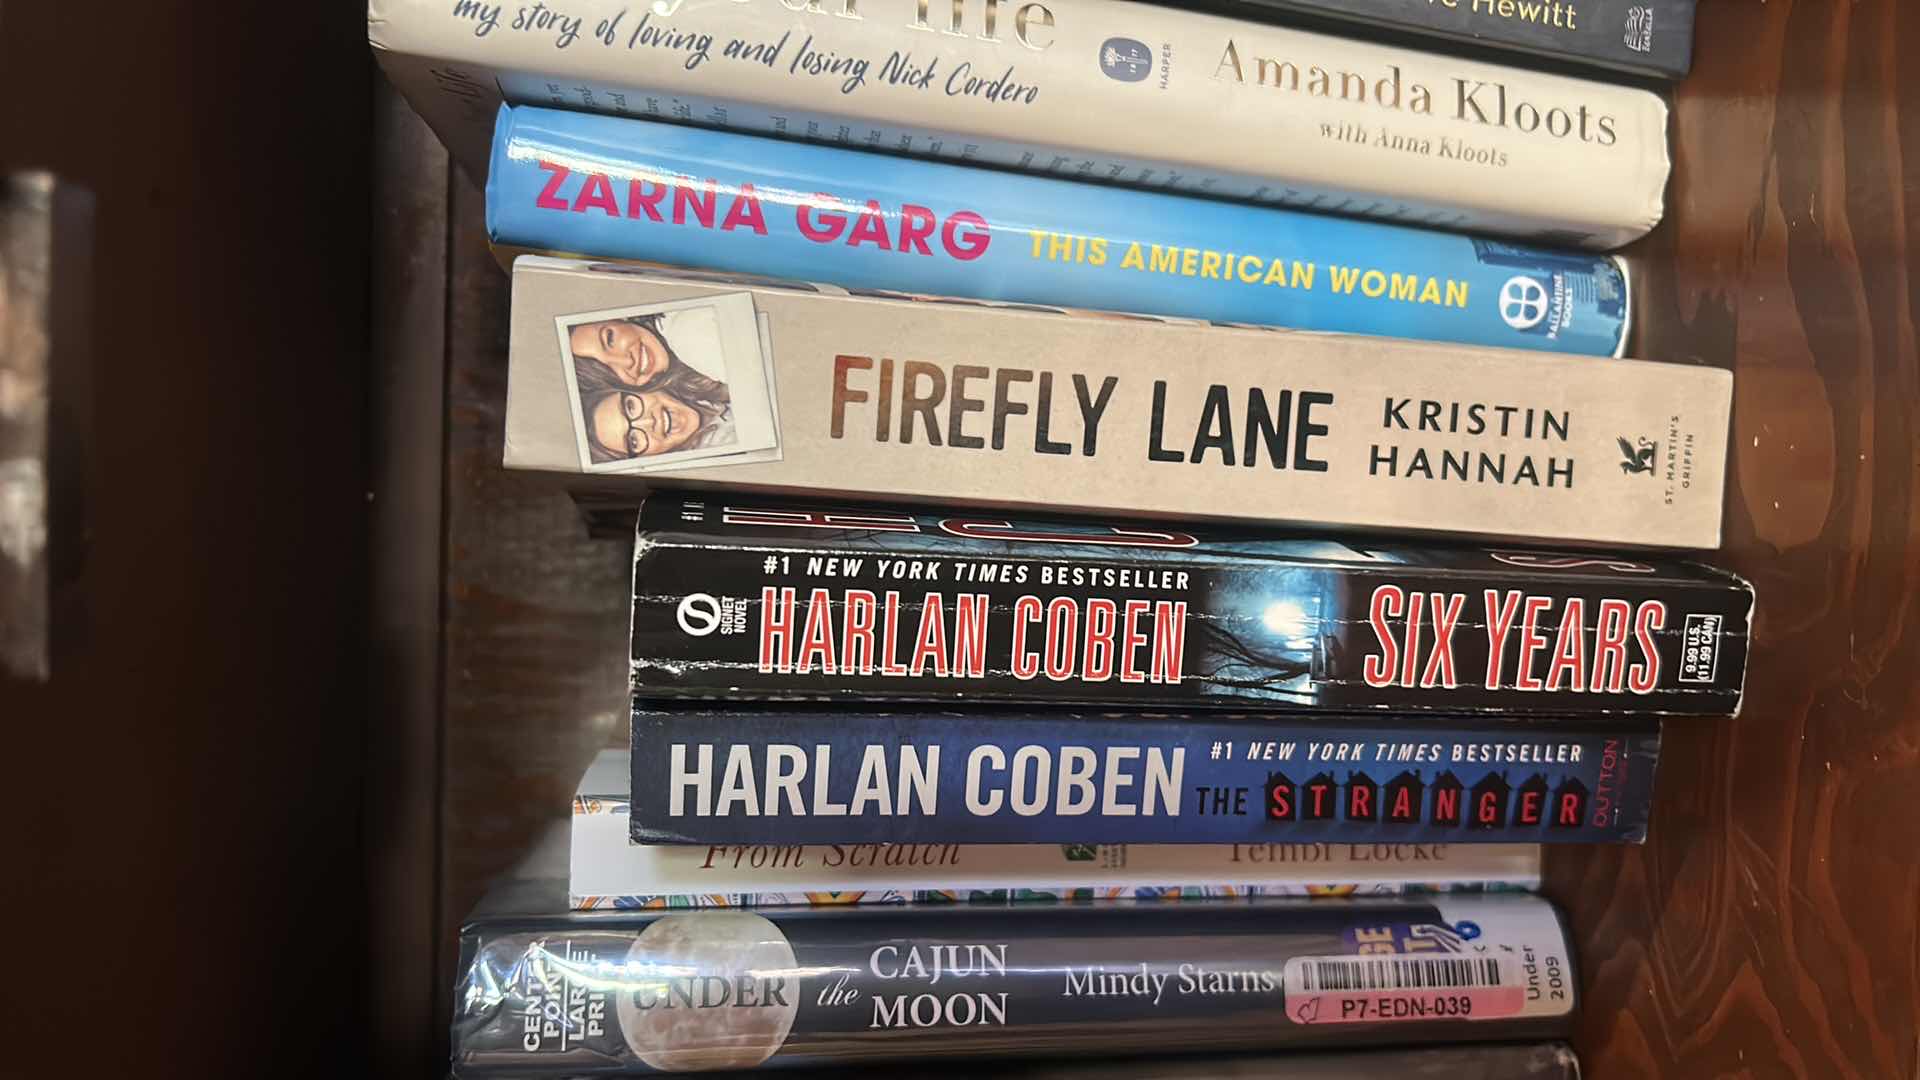 Hewitt
your life
my story of loving and losing Nick Cordero
HARPER
Amanda Kloots
with Anna Kloots
ZARNA GARG
THIS AMERICAN WOMAN
BALLANTINE
BOOKS
FIREFLY LANE
KRISTIN
HANNAH
ST. MARTIN'S
GRIFFIN
#1 NEW YORK TIMES BESTSELLER
SIGNET
NOVEL
HARLAN COBEN
SIX YEARS
9.99 U.S.
(11.99 CAN)
HARLAN COBEN
#1 NEW YORK TIMES BESTSELLER
THE STRANGER
DUTTON
From Scratch
Tembi Locke
CENTER
POINT
LARGE
PRINT
UNDER the CAJUN MOON
Mindy Starns
P7-EDN-039
Under
2009